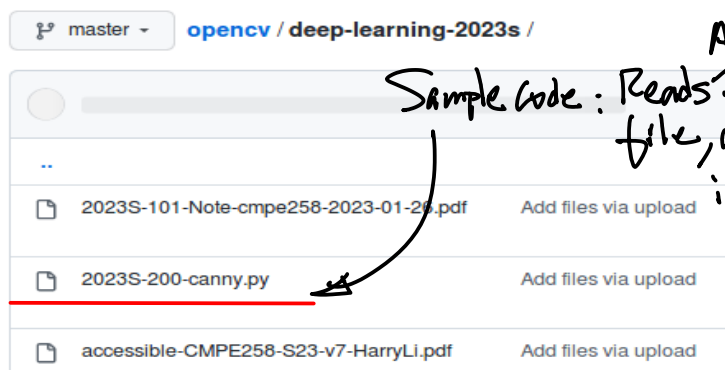 master
opencv / deep-learning-2023s /
Sample Code : Reads
file,
..
2023S-101-Note-cmpe258-2023-01-26.pdf Add files via upload
2023S-200-canny.py Add files via upload
accessible-CMPE258-S23-v7-HarryLi.pdf Add files via upload